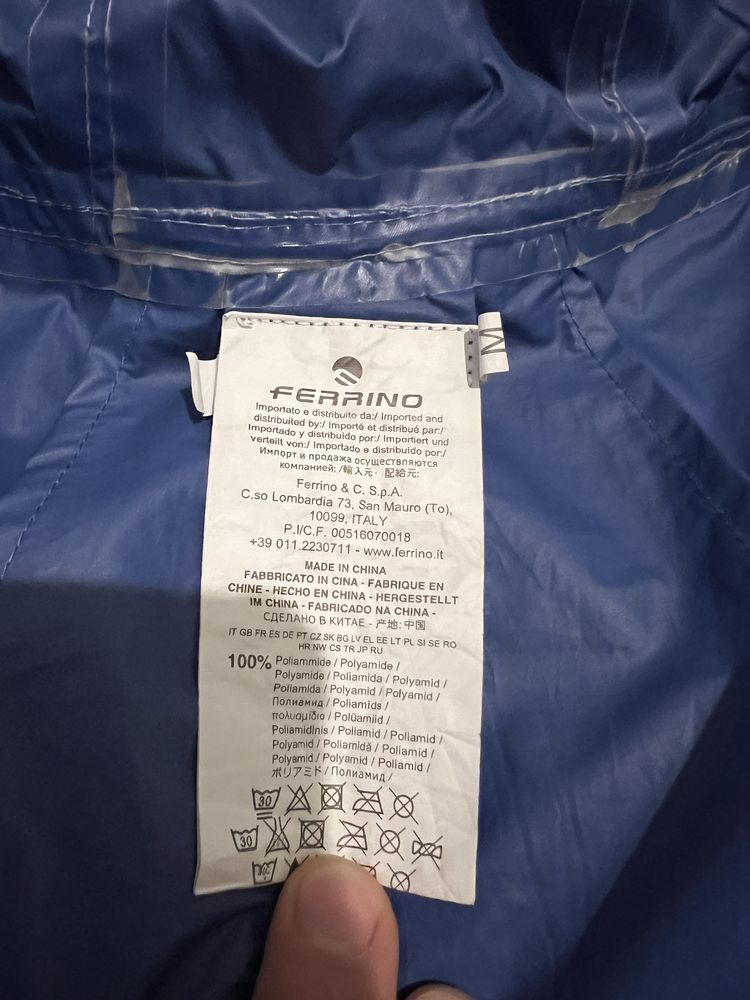 M
FERRINO
Importato e distribuito da:/ Imported and
distribuited by:/ Importé et distribué par:/
Importado y distribuido por:/ Importiert und
verteilt von:/ Importado e distribuido por:/
Импорт и продажа осуществляются
компанией: /輸入元・配給元:
Ferrino & C. S.p.A.
C.so Lombardia 73, San Mauro (To),
10099, ITALY
P.I/C.F. 00516070018
+39 011.2230711 - www.ferrino.it
MADE IN CHINA
FABBRICATO IN CINA - FABRIQUE EN
CHINE - HECHO EN CHINA - HERGESTELLT
IM CHINA - FABRICADO NA CHINA -
СДЕЛАНО В КИТАЕ - 产地: 中国
IT GB FR ES DE PT CZ SK BG LV EL EE LT PL SI SE RO
HR NW CS TR JP RU
100% Poliammide / Polyamide /
Polyamide / Poliamida / Polyamid /
Poliamida / Polyamid / Polyamid /
Полиамид / Poliamīds /
πολυαμίδιο / Polüamiid /
Poliamidinis / Poliamid / Poliamid /
Polyamid / Poliamidă / Poliamid /
Polyamid / Polyamid / Poliamid /
ポリアミド / Полиамид /
30
30
30C